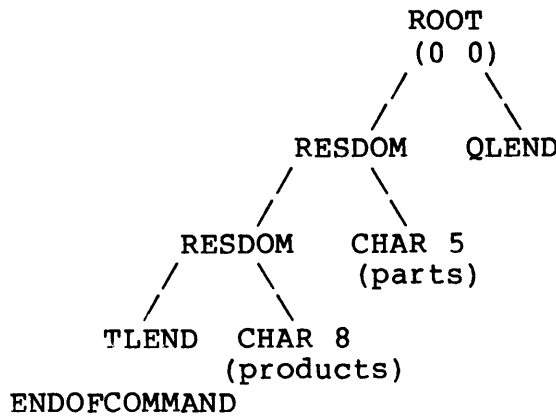 ROOT
(0 0)
RESDOM QLEND
RESDOM CHAR 5
(parts)
TLEND CHAR 8
(products)
ENDOFCOMMAND